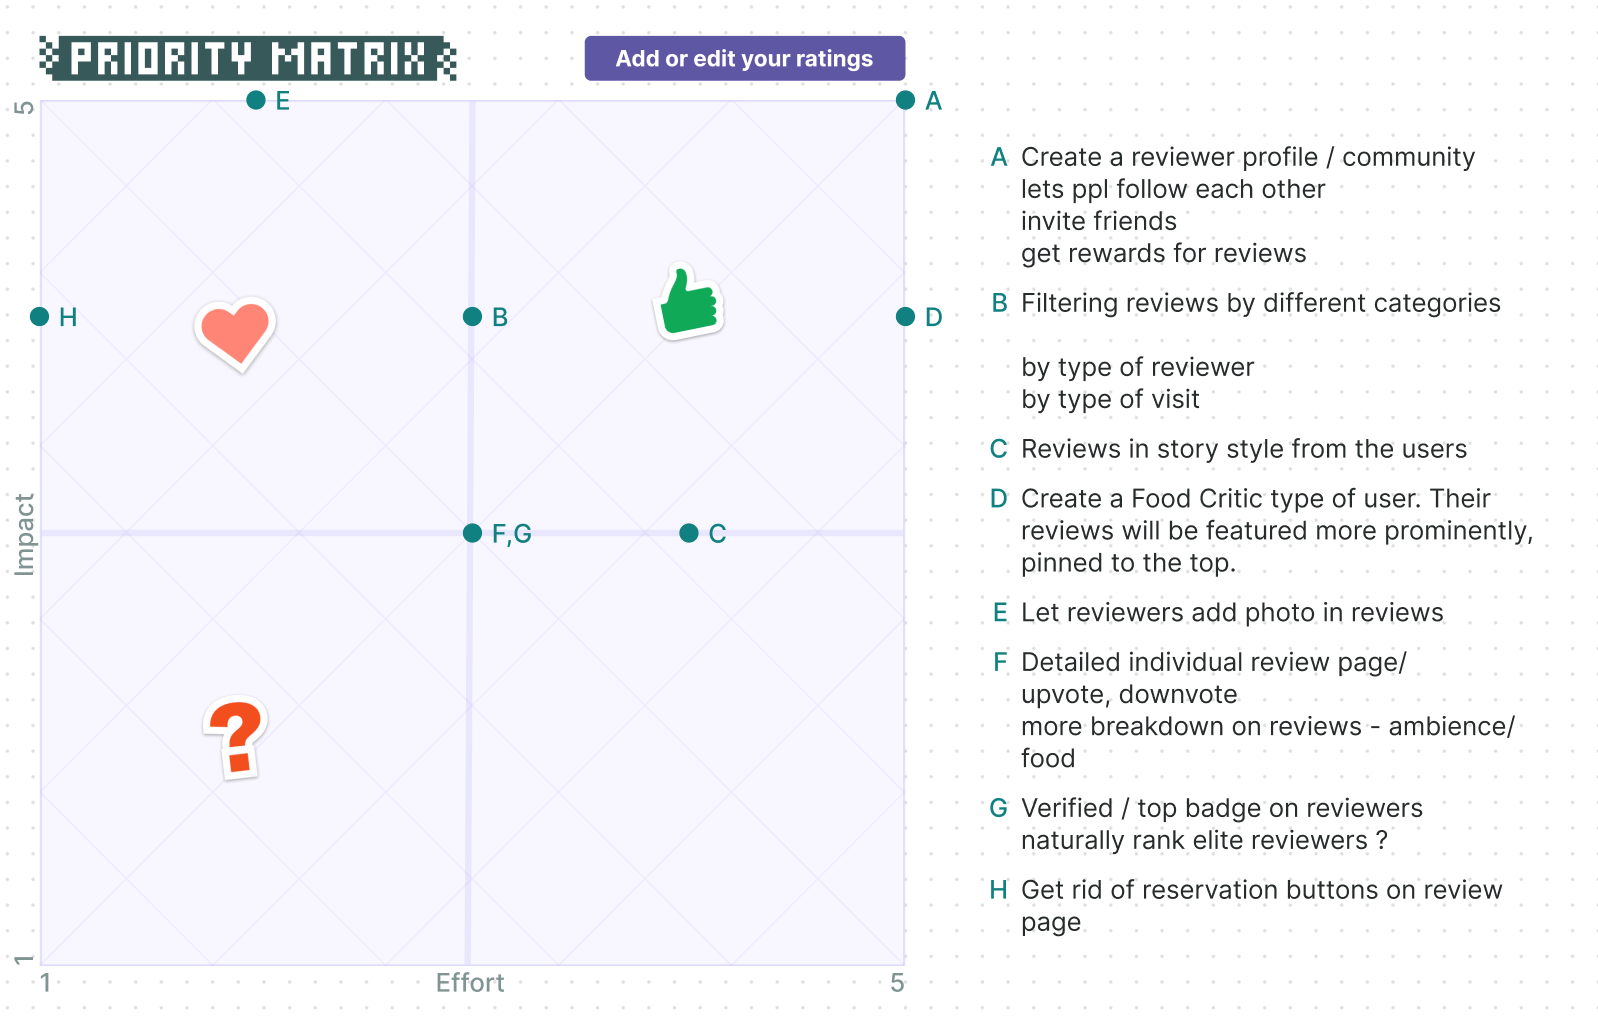 PRIORITY MATRIX
Add or edit your ratings
5
E
A
H
B
D
Impact
F,G
C
1
1
Effort
5
A Create a reviewer profile / community
lets ppl follow each other
invite friends
get rewards for reviews
B Filtering reviews by different categories
by type of reviewer
by type of visit
C Reviews in story style from the users
D Create a Food Critic type of user. Their
reviews will be featured more prominently,
pinned to the top.
E Let reviewers add photo in reviews
F Detailed individual review page/
upvote, downvote
more breakdown on reviews - ambience/
food
G Verified / top badge on reviewers
naturally rank elite reviewers ?
H Get rid of reservation buttons on review
page